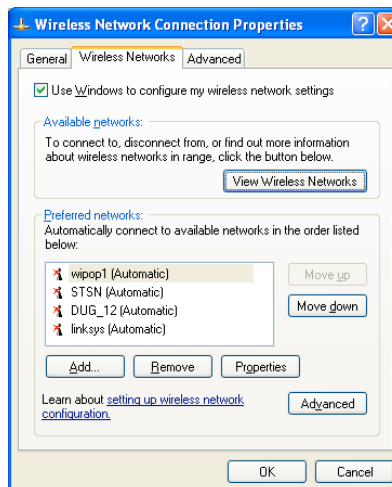 Wireless Network Connection Properties
General Wireless Networks Advanced
Use Windows to configure my wireless network settings
Available networks:
To connect to, disconnect from, or find out more information
about wireless networks in range, click the button below.
View Wireless Networks
Preferred networks:
Automatically connect to available networks in the order listed
below:
wipop1 (Automatic)
STSN (Automatic)
DUG_12 (Automatic)
linksys (Automatic)
Move up
Move down
Add... Remove Properties
Learn about setting up wireless network
configuration.
Advanced
OK Cancel